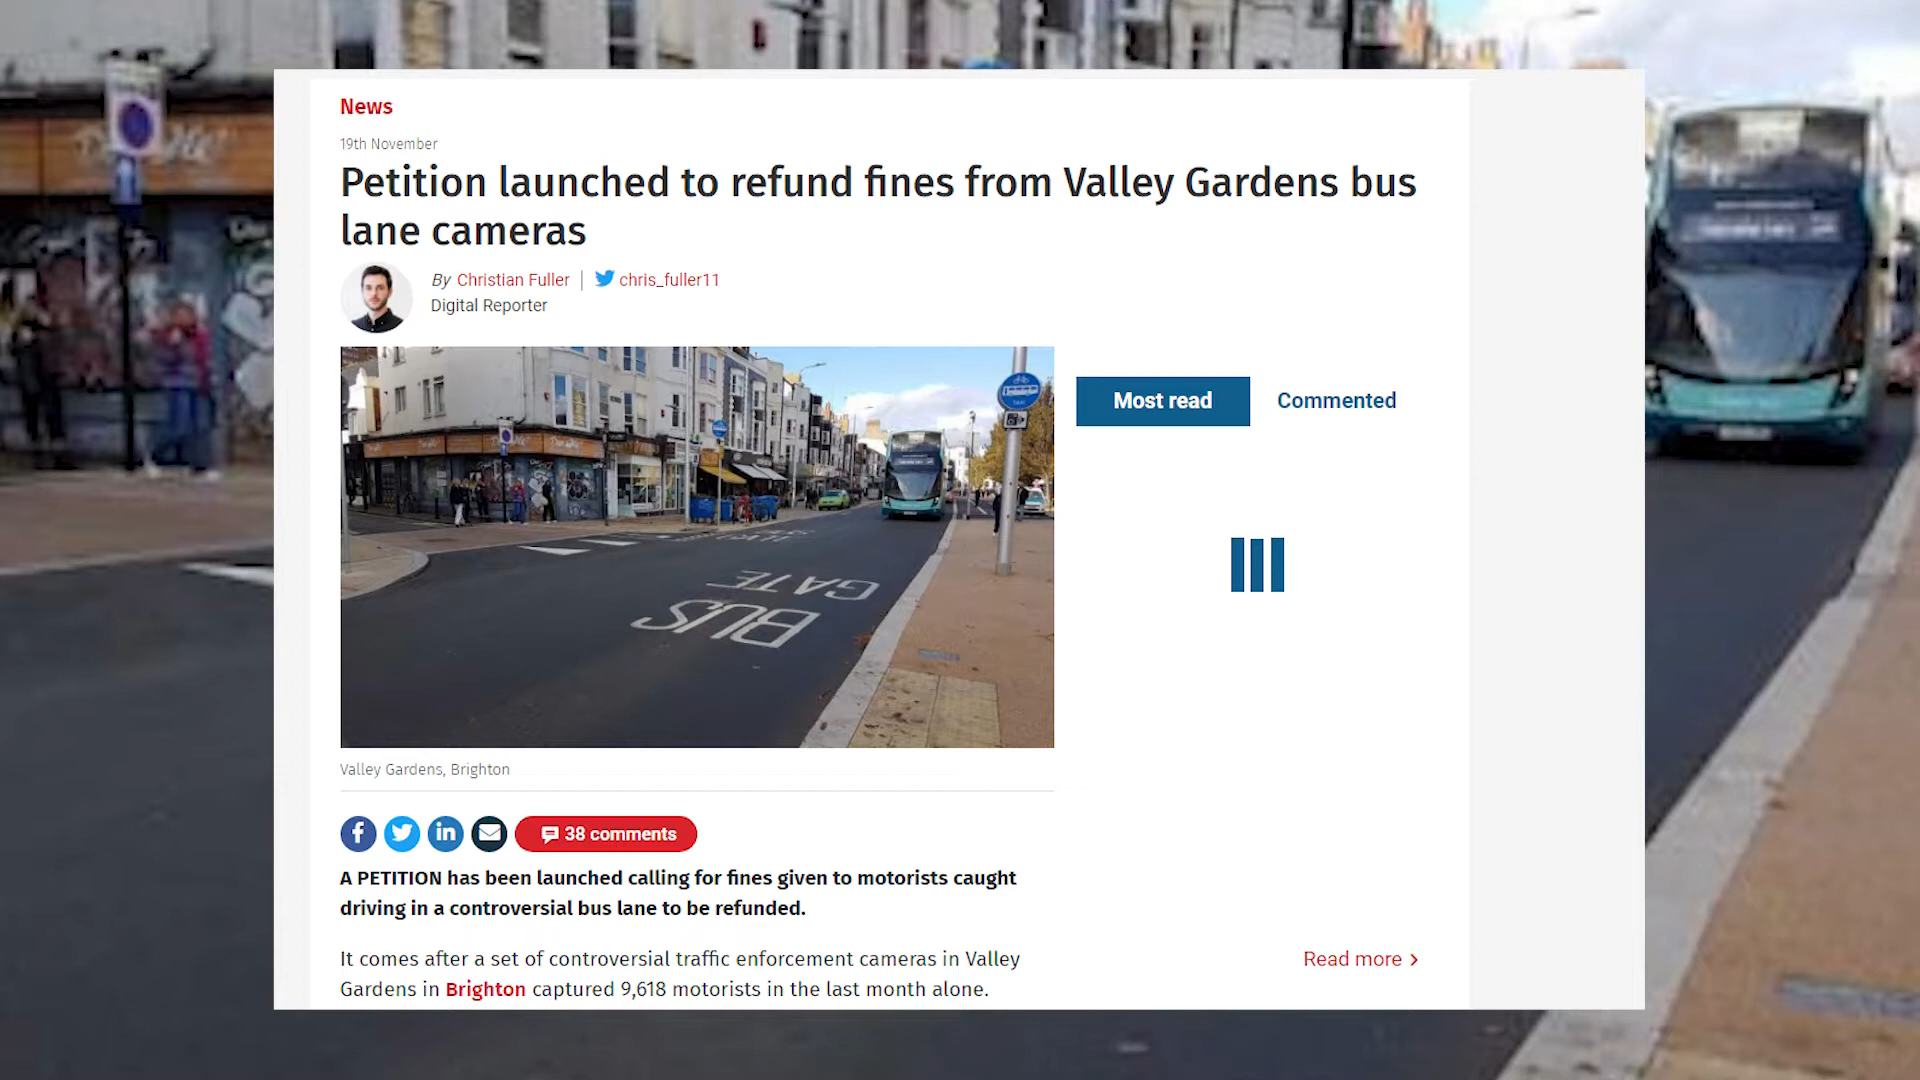 News
19th November
Petition launched to refund fines from Valley Gardens bus
lane cameras
By Christian Fuller | chris_fuller11
Digital Reporter
Most read
Commented
TAXI
GATE
BUS
Valley Gardens, Brighton
38 comments
A PETITION has been launched calling for fines given to motorists caught
driving in a controversial bus lane to be refunded.
It comes after a set of controversial traffic enforcement cameras in Valley
Gardens in Brighton captured 9,618 motorists in the last month alone.
Read more